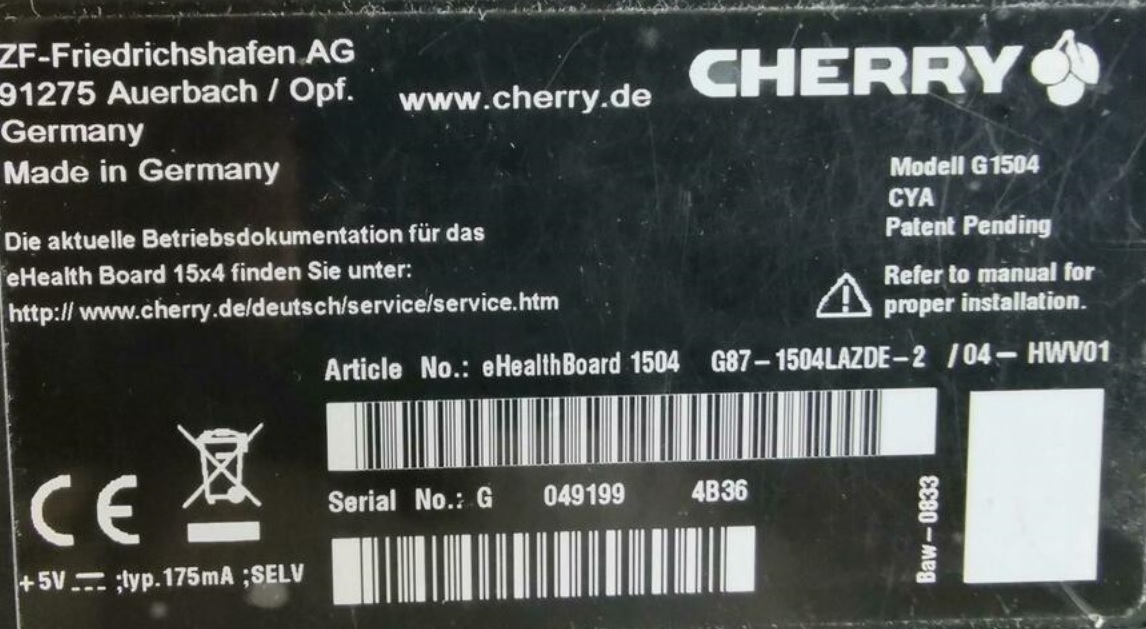 ZF-Friedrichshafen AG
91275 Auerbach / Opf.
Germany
Made in Germany
www.cherry.de
CHERRY
Modell G1504
CYA
Patent Pending
Die aktuelle Betriebsdokumentation für das
eHealth Board 15x4 finden Sie unter:
http:// www.cherry.de/deutsch/service/service.htm
Refer to manual for
proper installation.
Article No.: eHealthBoard 1504 G87-1504LAZDE-2 /04- HWV01
Serial No.: G 049199 4B36
Baw-0833
CE
+5V ;typ.175mA ;SELV